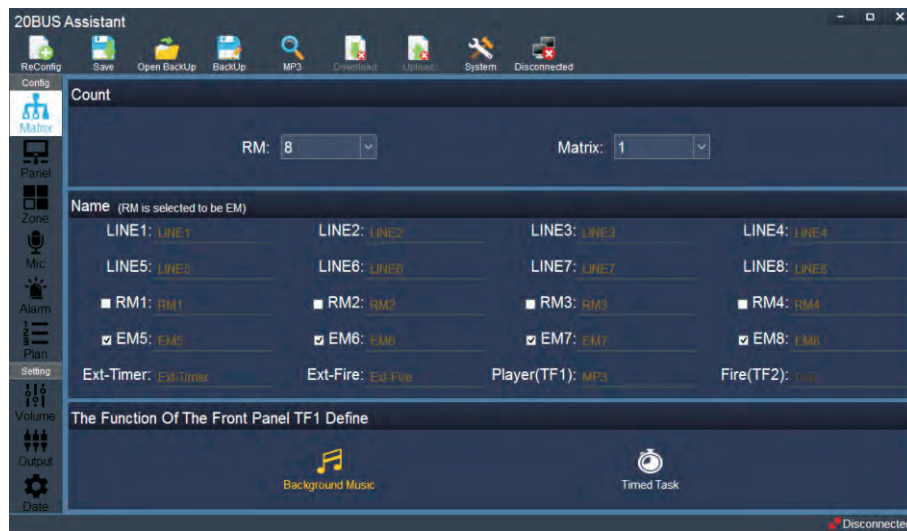 20BUS Assistant
ReConfig Save Open BackUp BackUp MP3 Download Upload System Disconnected
Config
Matrix
Panel
Zone
Mic
Alarm
Plan
Setting
Volume
Output
Date
Count
RM: 8 Matrix: 1
Name (RM is selected to be EM)
LINE1: LINE1 LINE2: LINE2 LINE3: LINE3 LINE4: LINE4
LINE5: LINE5 LINE6: LINE6 LINE7: LINE7 LINE8: LINE8
RM1: RM1 RM2: RM2 RM3: RM3 RM4: RM4
EM5: EM5 EM6: EM6 EM7: EM7 EM8: EM8
Ext-Timer: Ext-Timer Ext-Fire: Ext-Fire Player(TF1): MP3 Fire(TF2):
The Function Of The Front Panel TF1 Define
Background Music Timed Task
Disconnecte